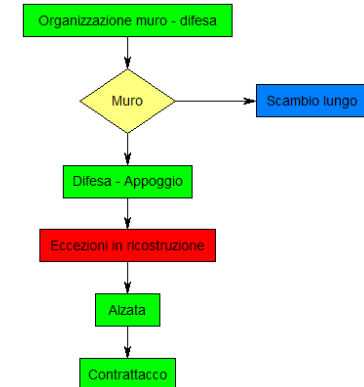 Organizzazione muro - difesa
Muro
Scambio lungo
Difesa - Appoggio
Eccezioni in ricostruzione
Alzata
Contrattacco